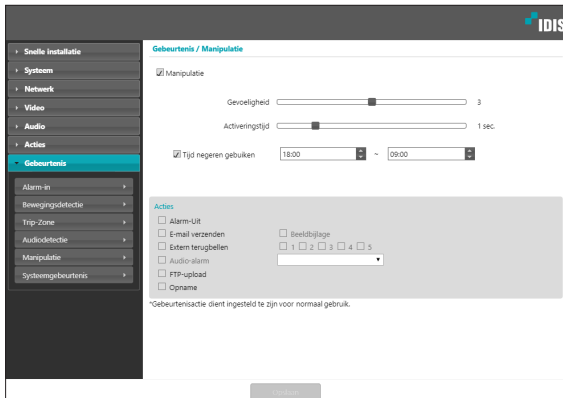 IDIS
Snelle installatie
Systeem
Netwerk
Video
Audio
Acties
Gebeurtenis
Alarm-in
Bewegingsdetectie
Trip-Zone
Audiodetectie
Manipulatie
Systeemgebeurtenis
Gebeurtenis / Manipulatie
Manipulatie
Gevoeligheid 3
Activeringstijd 1 sec.
Tijd negeren gebuiken 18:00 ~ 09:00
Acties
Alarm-Uit
E-mail verzenden Beeldbijlage
Extern terugbellen 1 2 3 4 5
Audio-alarm
FTP-upload
Opname
*Gebeurtenisactie dient ingesteld te zijn voor normaal gebruik.